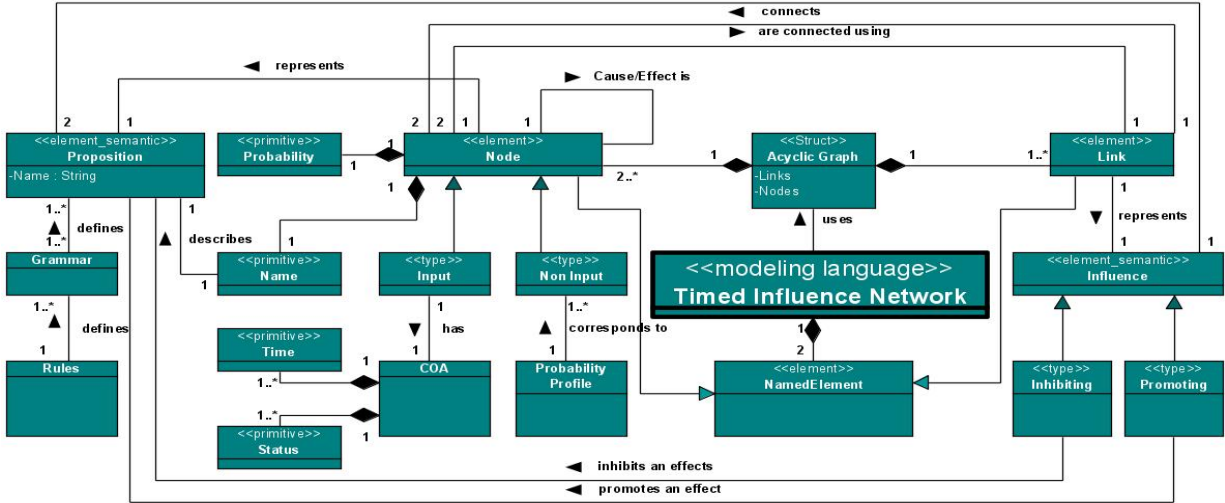 connects
are connected using
represents
Cause/Effect is
2
1
2
2
1
1
1
1
<<element_semantic>>
Proposition
-Name : String
<<primitive>>
Probability
1
1
<<element>>
Node
1
2..*
1
<<Struct>>
Acyclic Graph
-Links
-Nodes
1
1..*
<<element>>
Link
1
1..*
defines
1..*
1
describes
1
1
uses
represents
1
1
Grammar
<<primitive>>
Name
<<type>>
Input
<<type>>
Non Input
<<modeling language>>
Timed Influence Network
<<element_semantic>>
Influence
1..*
defines
1
1
has
1
1..*
corresponds to
1
1
2
Rules
<<primitive>>
Time
1
1..*
COA
Probability
Profile
<<element>>
NamedElement
<<type>>
Inhibiting
<<type>>
Promoting
1..*
1
<<primitive>>
Status
inhibits an effects
promotes an effect